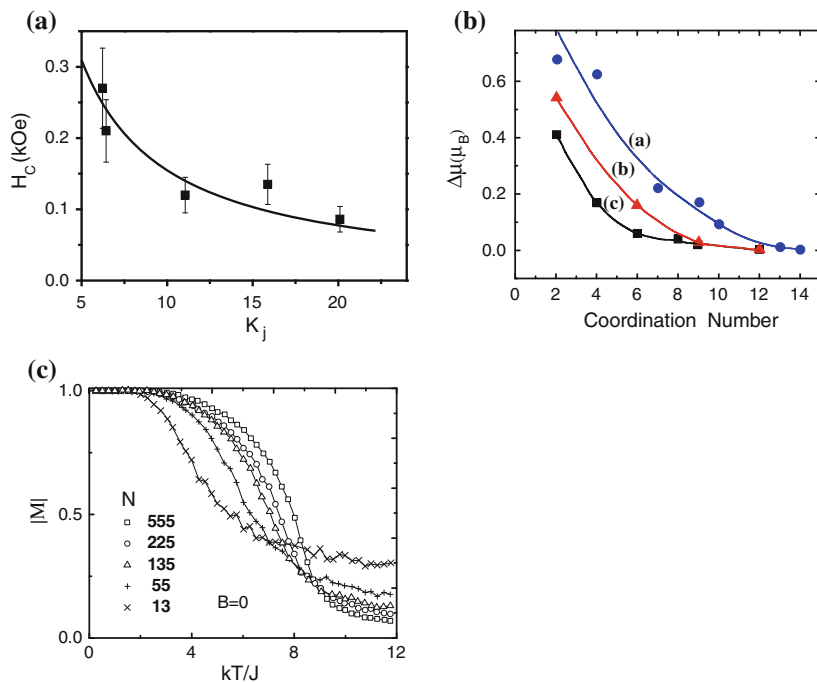 (a)
0.3
0.2
0.1
0.0
H_C (kOe)
5
10
15
20
K_j
(b)
0.6
0.4
0.2
0.0
Δμ(μ_B)
(a)
(b)
(c)
0
2
4
6
8
10
12
14
Coordination Number
(c)
1.0
0.5
1.0
|M|
N
555
225
135
55
13
B=0
0
4
8
12
kT/J